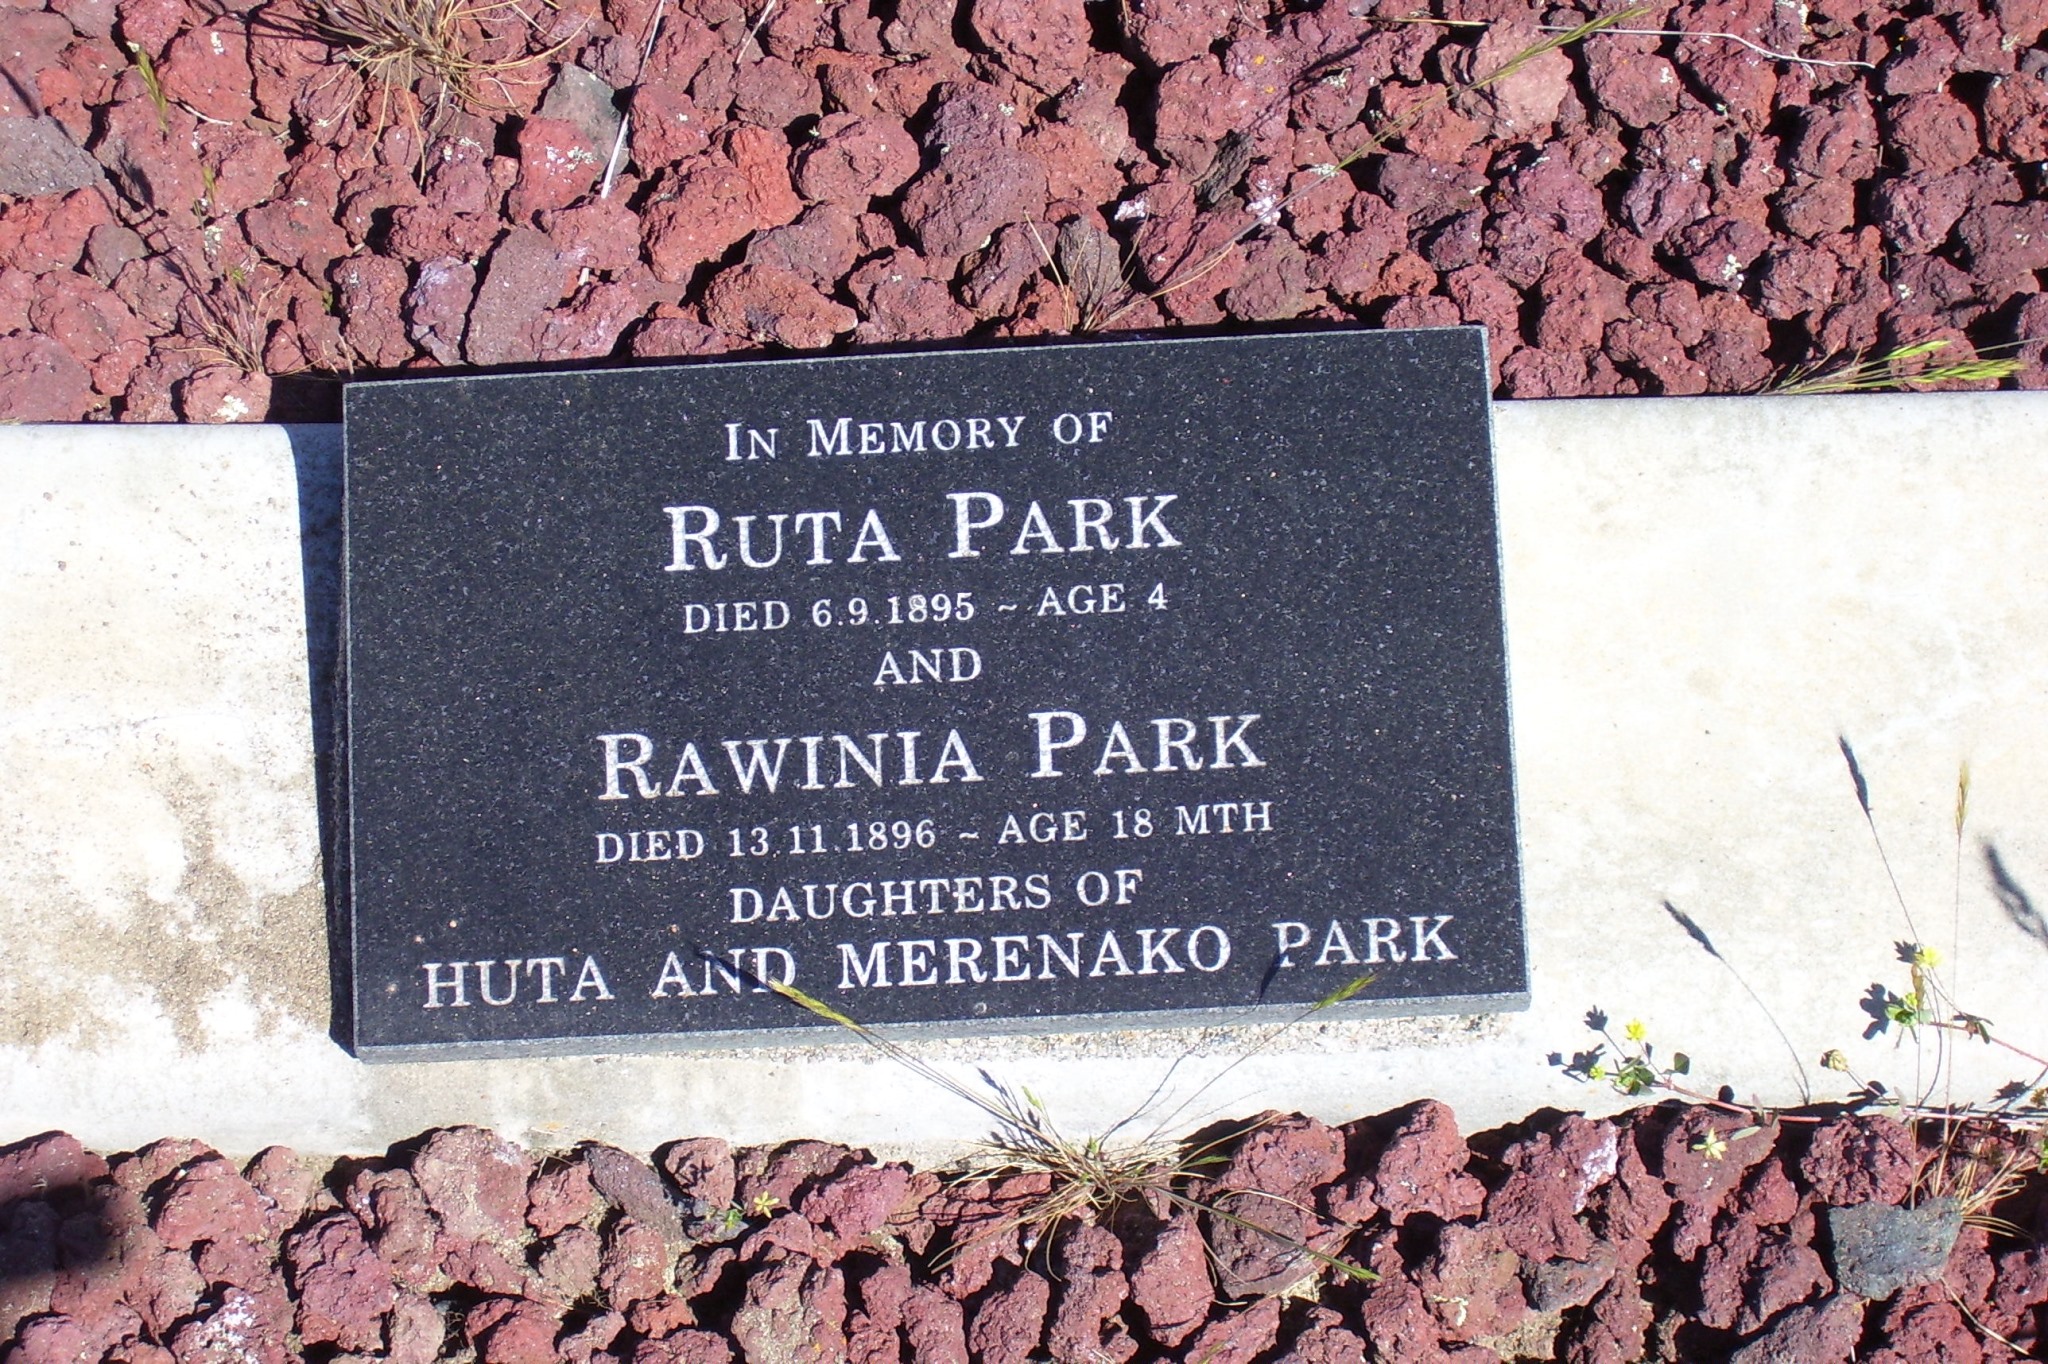 IN MEMORY OF
RUTA PARK
DIED 6.9.1895 ~ AGE 4
AND
RAWINIA PARK
DIED 13.11.1896 ~ AGE 18 MTH
DAUGHTERS OF
HUTA AND MERENAKO PARK